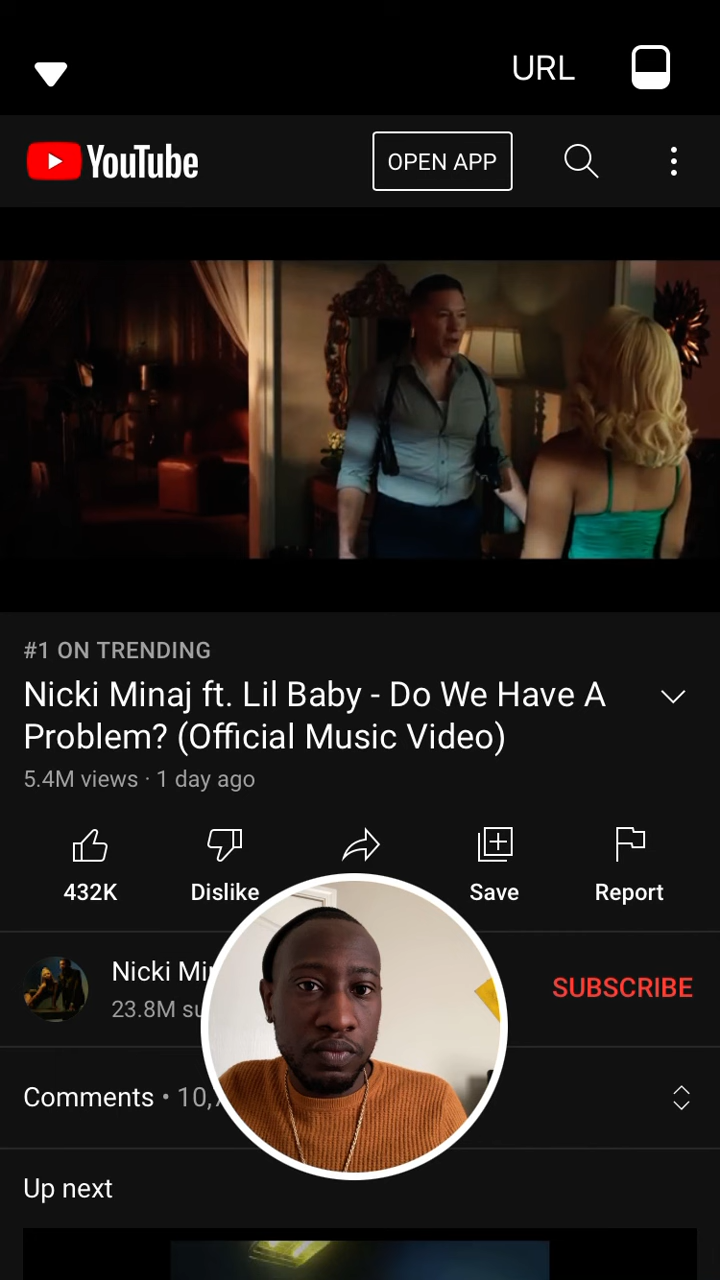 URL
YouTube
OPEN APP
#1 ON TRENDING
Nicki Minaj ft. Lil Baby - Do We Have A
Problem? (Official Music Video)
5.4M views · 1 day ago
432K
Dislike
Save
Report
Nicki
23.8M
SUBSCRIBE
Comments •
Up next